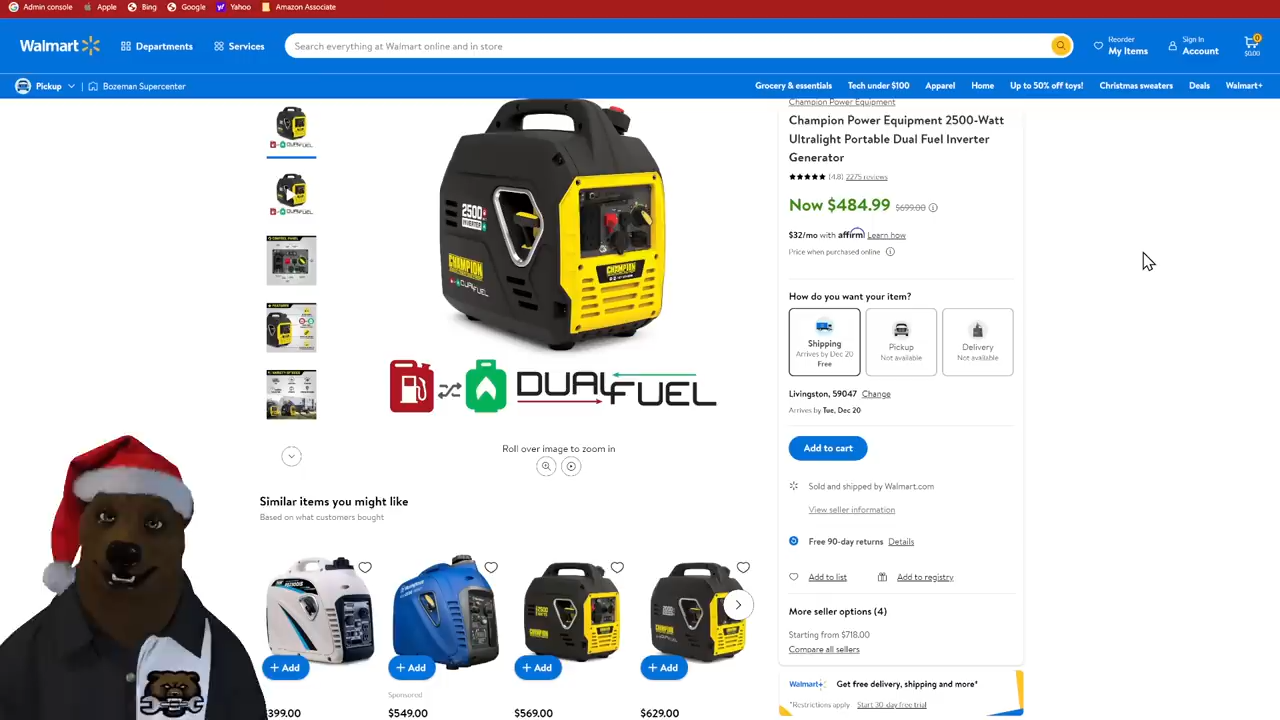 Admin console Apple Bing Google Yahoo Amazon Associate
Walmart Departments Services Search everything at Walmart online and in store Reorder My Items Sign In Account 0 $0.00
Pickup | Bozeman Supercenter Grocery & essentials Tech under $100 Apparel Home Up to 50% off toys! Christmas sweaters Deals Walmart+
Champion Power Equipment
Champion Power Equipment 2500-Watt
Ultralight Portable Dual Fuel Inverter
Generator
(4.8) 2275 reviews
Now $484.99 $699.00
$32/mo with affirm Learn how
Price when purchased online
How do you want your item?
Shipping
Arrives by Dec 20
Free
Pickup
Not available
Delivery
Not available
Livingston, 59047 Change
Arrives by Tue, Dec 20
Add to cart
Sold and shipped by Walmart.com
View seller information
Free 90-day returns Details
Add to list Add to registry
More seller options (4)
Starting from $718.00
Compare all sellers
Walmart+ Get free delivery, shipping and more*
*Restrictions apply Start 30-day free trial
2500
INVERTER
CHAMPION
DUALFUEL
CHAMPION
DUALFUEL
Roll over image to zoom in
Similar items you might like
Based on what customers bought
+ Add + Add + Add + Add
Sponsored
$549.00 $569.00 $629.00